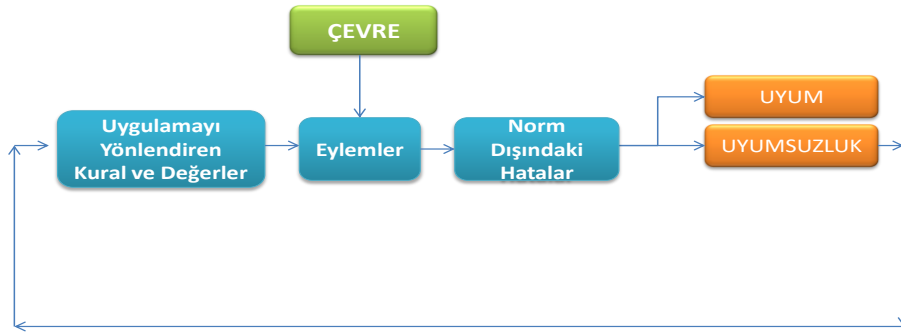 ÇEVRE
Uygulamayı
Yönlendiren
Kural ve Değerler
Eylemler
Norm
Dışındaki
Hatalar
UYUM
UYUMSUZLUK